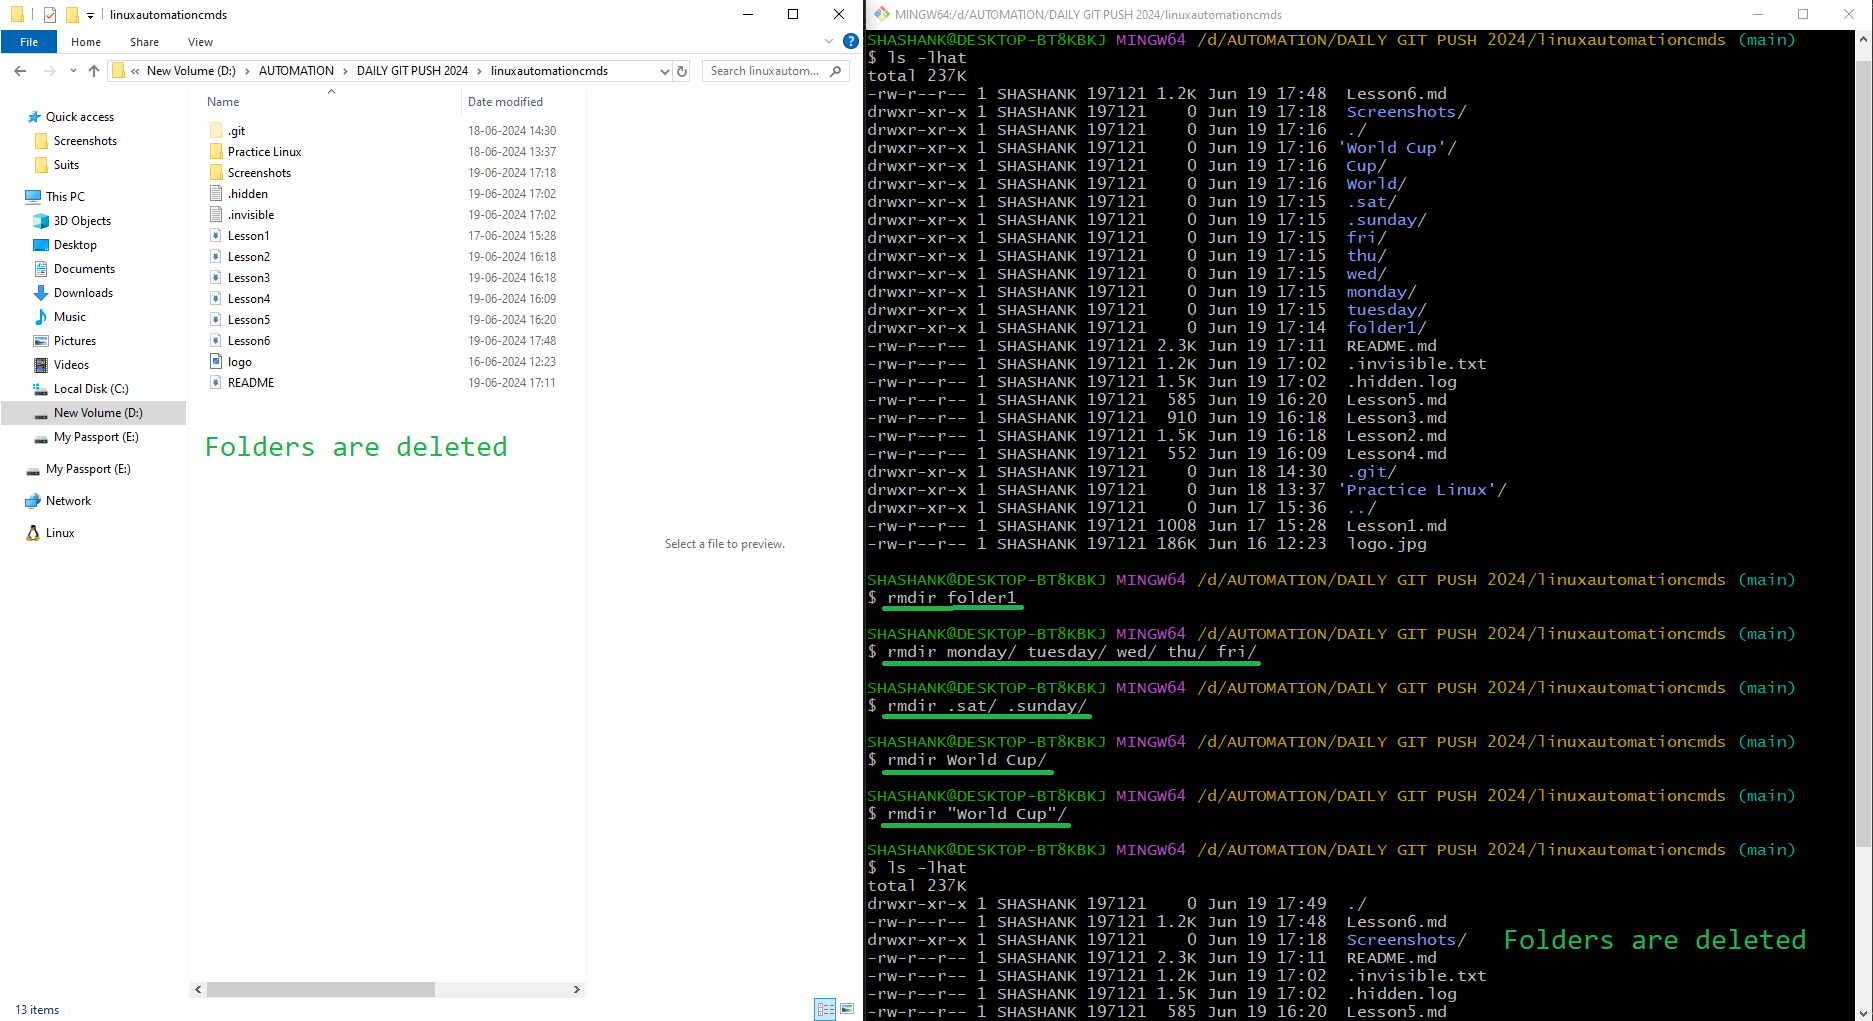 linuxautomationcmds
File Home Share View
« New Volume (D:) › AUTOMATION › DAILY GIT PUSH 2024 › linuxautomationcmds
Search linuxautom...
Quick access
Screenshots
Suits
This PC
3D Objects
Desktop
Documents
Downloads
Music
Pictures
Videos
Local Disk (C:)
New Volume (D:)
My Passport (E:)
My Passport (E:)
Network
Linux
Name Date modified
.git 18-06-2024 14:30
Practice Linux 18-06-2024 13:37
Screenshots 19-06-2024 17:18
.hidden 19-06-2024 17:02
.invisible 19-06-2024 17:02
Lesson1 17-06-2024 15:28
Lesson2 19-06-2024 16:18
Lesson3 19-06-2024 16:18
Lesson4 19-06-2024 16:09
Lesson5 19-06-2024 16:20
Lesson6 19-06-2024 17:48
logo 16-06-2024 12:23
README 19-06-2024 17:11
Folders are deleted
Select a file to preview.
13 items
MINGW64:/d/AUTOMATION/DAILY GIT PUSH 2024/linuxautomationcmds
SHASHANK@DESKTOP-BT8KBKJ MINGW64 /d/AUTOMATION/DAILY GIT PUSH 2024/linuxautomationcmds (main)
$ ls -lhat
total 237K
-rw-r--r-- 1 SHASHANK 197121 1.2K Jun 19 17:48  Lesson6.md
drwxr-xr-x 1 SHASHANK 197121    0 Jun 19 17:18  Screenshots/
drwxr-xr-x 1 SHASHANK 197121    0 Jun 19 17:16  ./
drwxr-xr-x 1 SHASHANK 197121    0 Jun 19 17:16 'World Cup'/
drwxr-xr-x 1 SHASHANK 197121    0 Jun 19 17:16  Cup/
drwxr-xr-x 1 SHASHANK 197121    0 Jun 19 17:16  World/
drwxr-xr-x 1 SHASHANK 197121    0 Jun 19 17:15  .sat/
drwxr-xr-x 1 SHASHANK 197121    0 Jun 19 17:15  .sunday/
drwxr-xr-x 1 SHASHANK 197121    0 Jun 19 17:15  fri/
drwxr-xr-x 1 SHASHANK 197121    0 Jun 19 17:15  thu/
drwxr-xr-x 1 SHASHANK 197121    0 Jun 19 17:15  wed/
drwxr-xr-x 1 SHASHANK 197121    0 Jun 19 17:15  monday/
drwxr-xr-x 1 SHASHANK 197121    0 Jun 19 17:15  tuesday/
drwxr-xr-x 1 SHASHANK 197121    0 Jun 19 17:14  folder1/
-rw-r--r-- 1 SHASHANK 197121 2.3K Jun 19 17:11  README.md
-rw-r--r-- 1 SHASHANK 197121 1.2K Jun 19 17:02  .invisible.txt
-rw-r--r-- 1 SHASHANK 197121 1.5K Jun 19 17:02  .hidden.log
-rw-r--r-- 1 SHASHANK 197121  585 Jun 19 16:20  Lesson5.md
-rw-r--r-- 1 SHASHANK 197121  910 Jun 19 16:18  Lesson3.md
-rw-r--r-- 1 SHASHANK 197121 1.5K Jun 19 16:18  Lesson2.md
-rw-r--r-- 1 SHASHANK 197121  552 Jun 19 16:09  Lesson4.md
drwxr-xr-x 1 SHASHANK 197121    0 Jun 18 14:30  .git/
drwxr-xr-x 1 SHASHANK 197121    0 Jun 18 13:37 'Practice Linux'/
drwxr-xr-x 1 SHASHANK 197121    0 Jun 17 15:36  ../
-rw-r--r-- 1 SHASHANK 197121 1008 Jun 17 15:28  Lesson1.md
-rw-r--r-- 1 SHASHANK 197121 186K Jun 16 12:23  logo.jpg
SHASHANK@DESKTOP-BT8KBKJ MINGW64 /d/AUTOMATION/DAILY GIT PUSH 2024/linuxautomationcmds (main)
$ rmdir folder1
SHASHANK@DESKTOP-BT8KBKJ MINGW64 /d/AUTOMATION/DAILY GIT PUSH 2024/linuxautomationcmds (main)
$ rmdir monday/ tuesday/ wed/ thu/ fri/
SHASHANK@DESKTOP-BT8KBKJ MINGW64 /d/AUTOMATION/DAILY GIT PUSH 2024/linuxautomationcmds (main)
$ rmdir .sat/ .sunday/
SHASHANK@DESKTOP-BT8KBKJ MINGW64 /d/AUTOMATION/DAILY GIT PUSH 2024/linuxautomationcmds (main)
$ rmdir World Cup/
SHASHANK@DESKTOP-BT8KBKJ MINGW64 /d/AUTOMATION/DAILY GIT PUSH 2024/linuxautomationcmds (main)
$ rmdir "World Cup"/
SHASHANK@DESKTOP-BT8KBKJ MINGW64 /d/AUTOMATION/DAILY GIT PUSH 2024/linuxautomationcmds (main)
$ ls -lhat
total 237K
drwxr-xr-x 1 SHASHANK 197121    0 Jun 19 17:49  ./
-rw-r--r-- 1 SHASHANK 197121 1.2K Jun 19 17:48  Lesson6.md
drwxr-xr-x 1 SHASHANK 197121    0 Jun 19 17:18  Screenshots/
-rw-r--r-- 1 SHASHANK 197121 2.3K Jun 19 17:11  README.md
-rw-r--r-- 1 SHASHANK 197121 1.2K Jun 19 17:02  .invisible.txt
-rw-r--r-- 1 SHASHANK 197121 1.5K Jun 19 17:02  .hidden.log
-rw-r--r-- 1 SHASHANK 197121  585 Jun 19 16:20  Lesson5.md
Folders are deleted